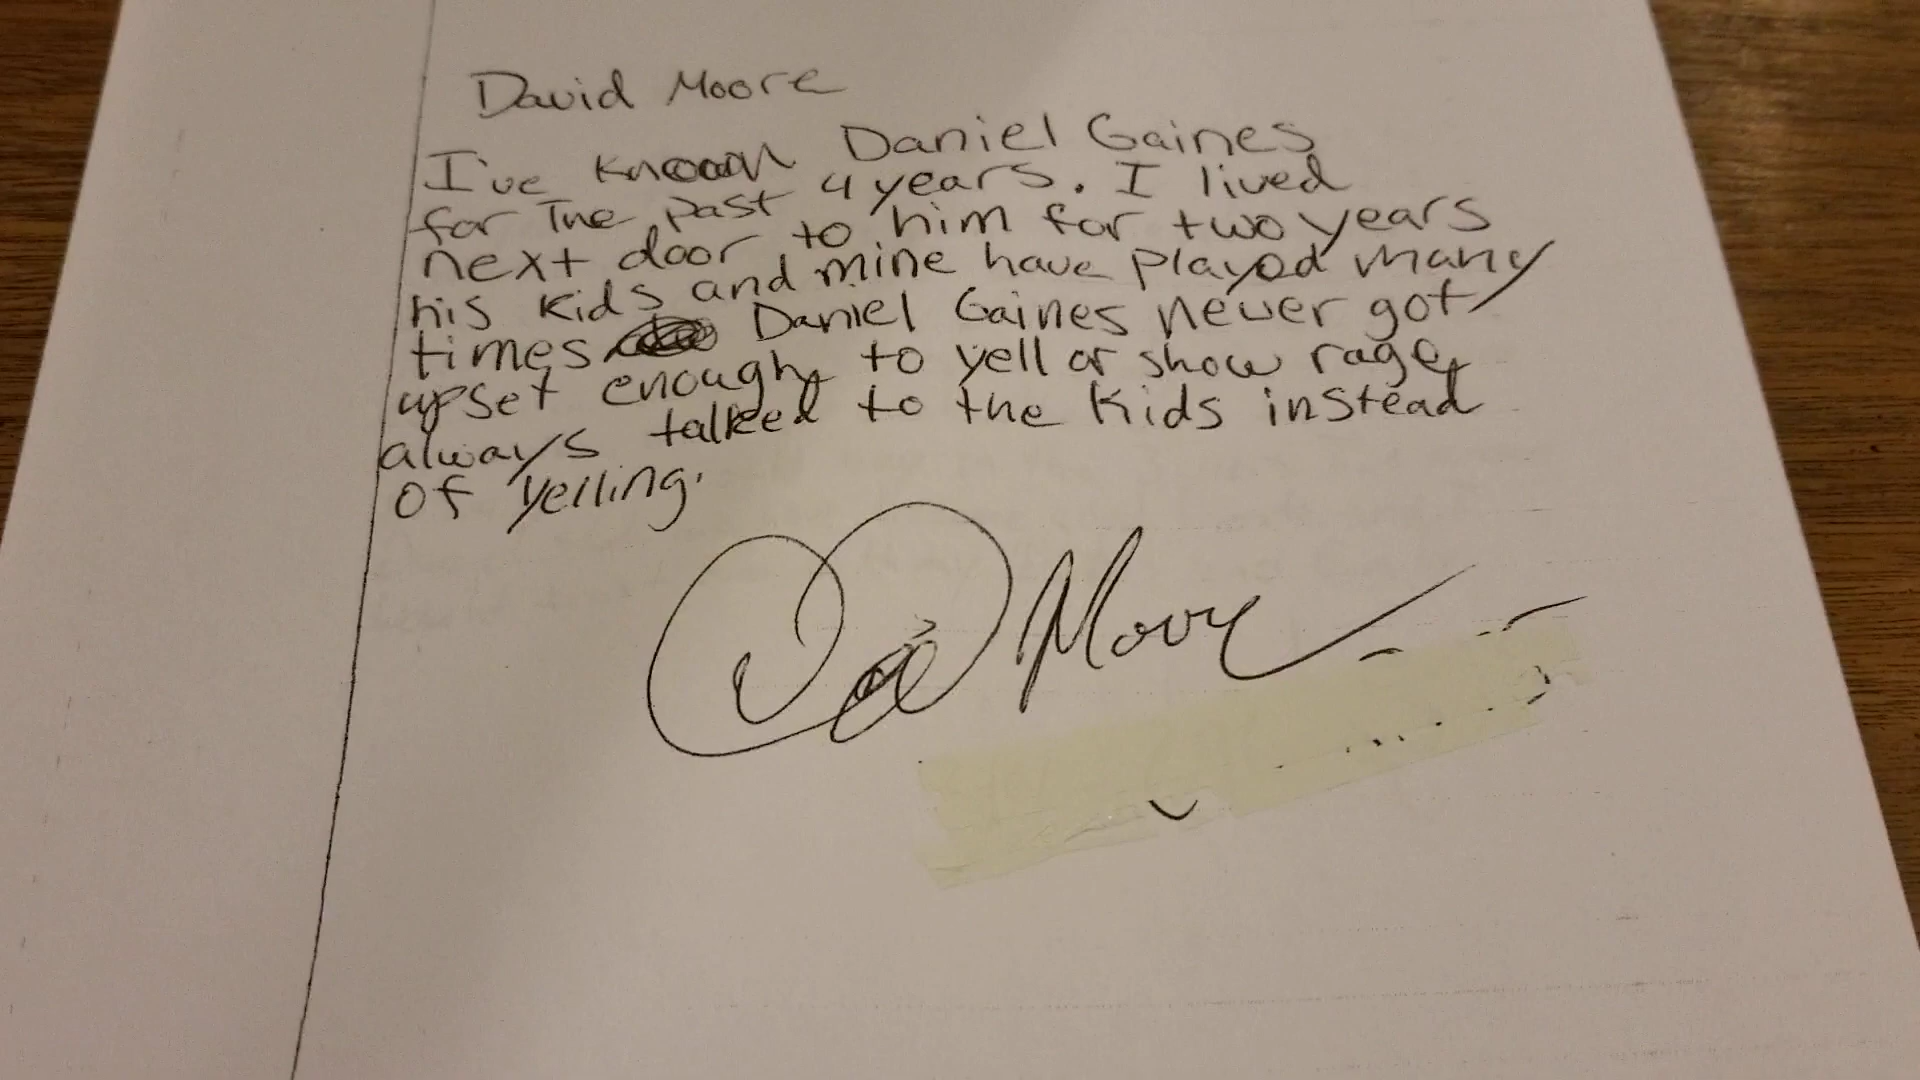 David Moore
I've known Daniel Gaines
for The past 4 years. I lived
next door to him for two years
his kids and mine have played many
times Daniel Gaines never got
upset enough to yell or show rage,
always talked to the kids instead
of yelling.
Moore